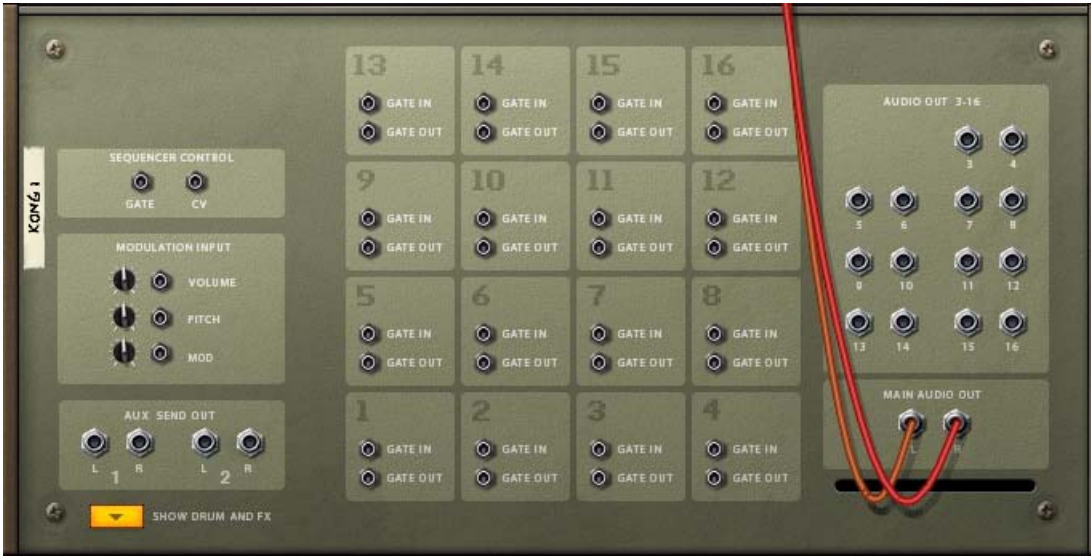 13 14 15 16
GATE IN GATE IN GATE IN GATE IN
GATE OUT GATE OUT GATE OUT GATE OUT
9 10 11 12
GATE IN GATE IN GATE IN GATE IN
GATE OUT GATE OUT GATE OUT GATE OUT
5 6 7 8
GATE IN GATE IN GATE IN GATE IN
GATE OUT GATE OUT GATE OUT GATE OUT
1 2 3 4
GATE IN GATE IN GATE IN GATE IN
GATE OUT GATE OUT GATE OUT GATE OUT
KONG 1
SEQUENCER CONTROL
GATE CV
MODULATION INPUT
VOLUME
PITCH
MOD
AUX SEND OUT
L R L R
1 2
SHOW DRUM AND FX
AUDIO OUT 3-16
3 4
5 6 7 8
9 10 11 12
13 14 15 16
MAIN AUDIO OUT
L R